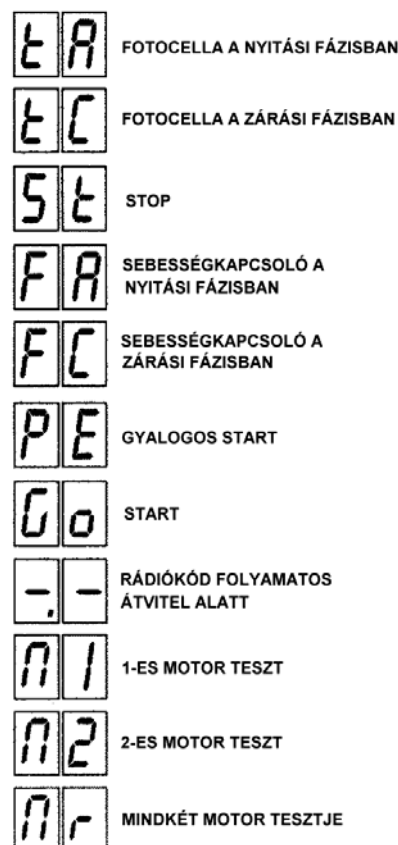 tA FOTOCELLA A NYITÁSI FÁZISBAN
tC FOTOCELLA A ZÁRÁSI FÁZISBAN
St STOP
FA SEBESSÉGKAPCSOLÓ A
NYITÁSI FÁZISBAN
FC SEBESSÉGKAPCSOLÓ A
ZÁRÁSI FÁZISBAN
PE GYALOGOS START
Go START
-.- RÁDIÓKÓD FOLYAMATOS
ÁTVITEL ALATT
M1 1-ES MOTOR TESZT
M2 2-ES MOTOR TESZT
Mr MINDKÉT MOTOR TESZTJE